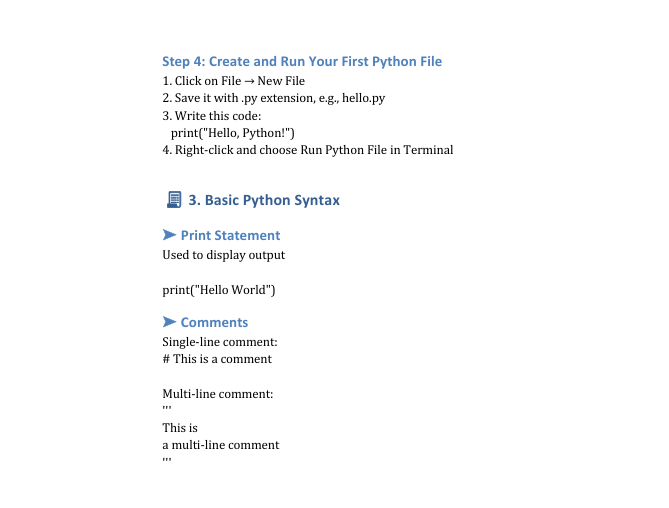 Step 4: Create and Run Your First Python File
1. Click on File → New File
2. Save it with .py extension, e.g., hello.py
3. Write this code:
print("Hello, Python!")
4. Right-click and choose Run Python File in Terminal
3. Basic Python Syntax
➤ Print Statement
Used to display output
print("Hello World")
➤ Comments
Single-line comment:
# This is a comment
Multi-line comment:
'''
This is
a multi-line comment
'''